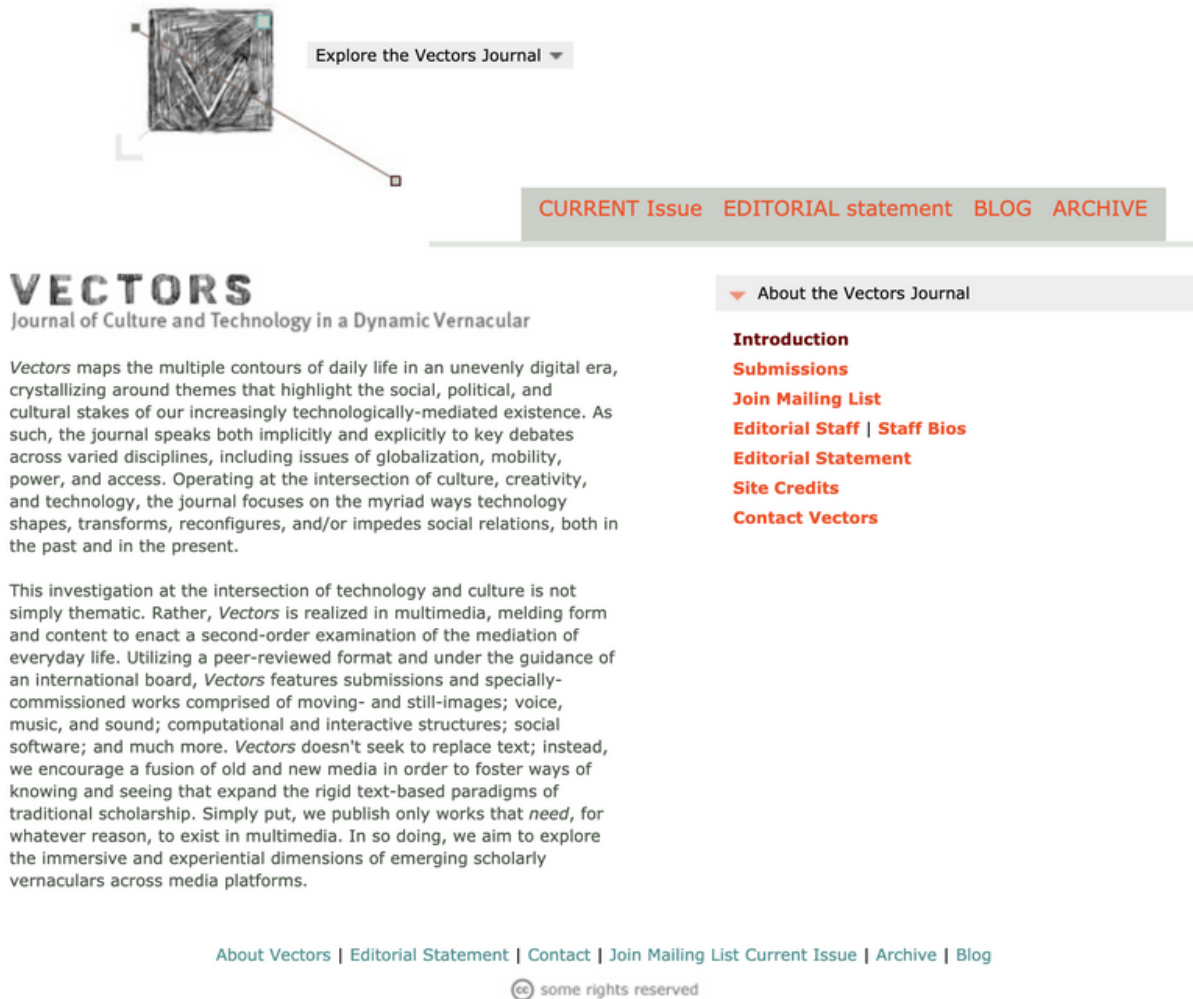 Explore the Vectors Journal
CURRENT Issue EDITORIAL statement BLOG ARCHIVE
VECTORS
Journal of Culture and Technology in a Dynamic Vernacular
Vectors maps the multiple contours of daily life in an unevenly digital era,
crystallizing around themes that highlight the social, political, and
cultural stakes of our increasingly technologically-mediated existence. As
such, the journal speaks both implicitly and explicitly to key debates
across varied disciplines, including issues of globalization, mobility,
power, and access. Operating at the intersection of culture, creativity,
and technology, the journal focuses on the myriad ways technology
shapes, transforms, reconfigures, and/or impedes social relations, both in
the past and in the present.
This investigation at the intersection of technology and culture is not
simply thematic. Rather, Vectors is realized in multimedia, melding form
and content to enact a second-order examination of the mediation of
everyday life. Utilizing a peer-reviewed format and under the guidance of
an international board, Vectors features submissions and specially-
commissioned works comprised of moving- and still-images; voice,
music, and sound; computational and interactive structures; social
software; and much more. Vectors doesn't seek to replace text; instead,
we encourage a fusion of old and new media in order to foster ways of
knowing and seeing that expand the rigid text-based paradigms of
traditional scholarship. Simply put, we publish only works that need, for
whatever reason, to exist in multimedia. In so doing, we aim to explore
the immersive and experiential dimensions of emerging scholarly
vernaculars across media platforms.
About the Vectors Journal
Introduction
Submissions
Join Mailing List
Editorial Staff | Staff Bios
Editorial Statement
Site Credits
Contact Vectors
About Vectors | Editorial Statement | Contact | Join Mailing List Current Issue | Archive | Blog
cc some rights reserved